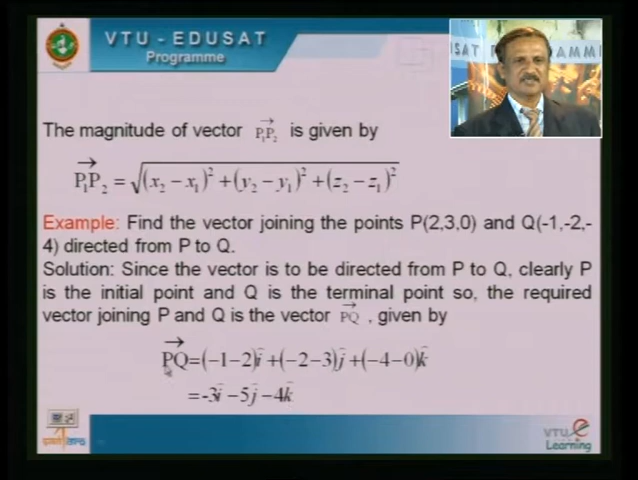 VTU - EDUSAT
Programme
USAT P
AMMI
The magnitude of vector P₁P₂ is given by
P₁P₂ = √(x₂ − x₁)² + (y₂ − y₁)² + (z₂ − z₁)²
Example: Find the vector joining the points P(2,3,0) and Q(-1,-2,-
4) directed from P to Q.
Solution: Since the vector is to be directed from P to Q, clearly P
is the initial point and Q is the terminal point so, the required
vector joining P and Q is the vector PQ , given by
PQ=(−1−2)i +(−2−3)j +(−4−0)k
= -3i −5j −4k
VTU e
Learning